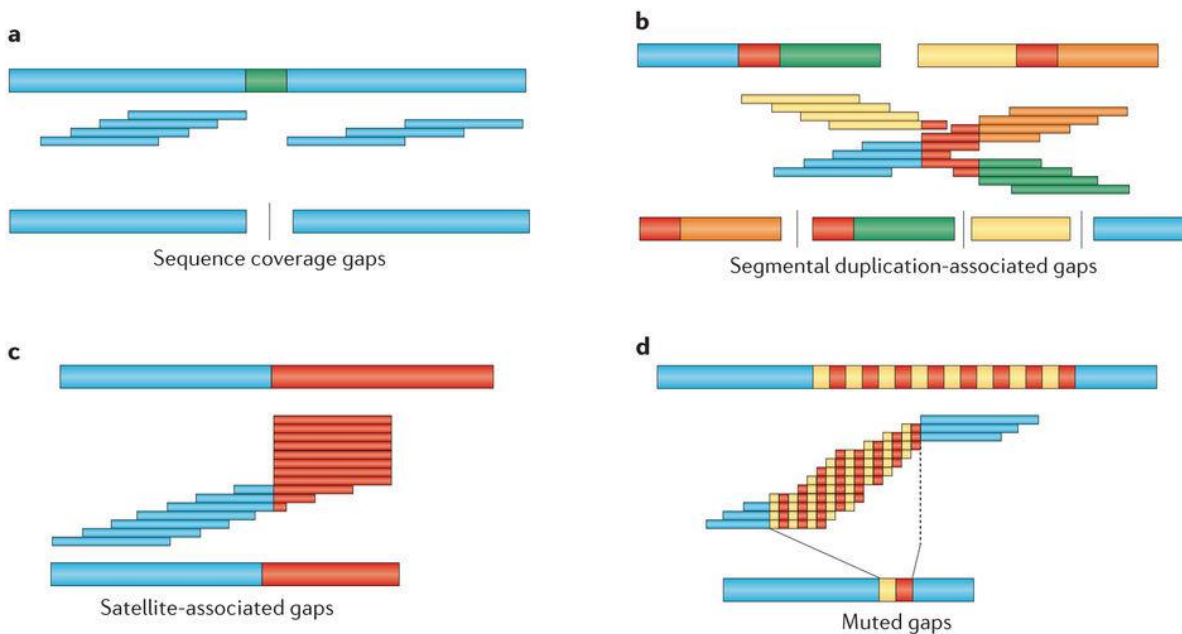 a
Sequence coverage gaps
b
Segmental duplication-associated gaps
c
Satellite-associated gaps
d
Muted gaps